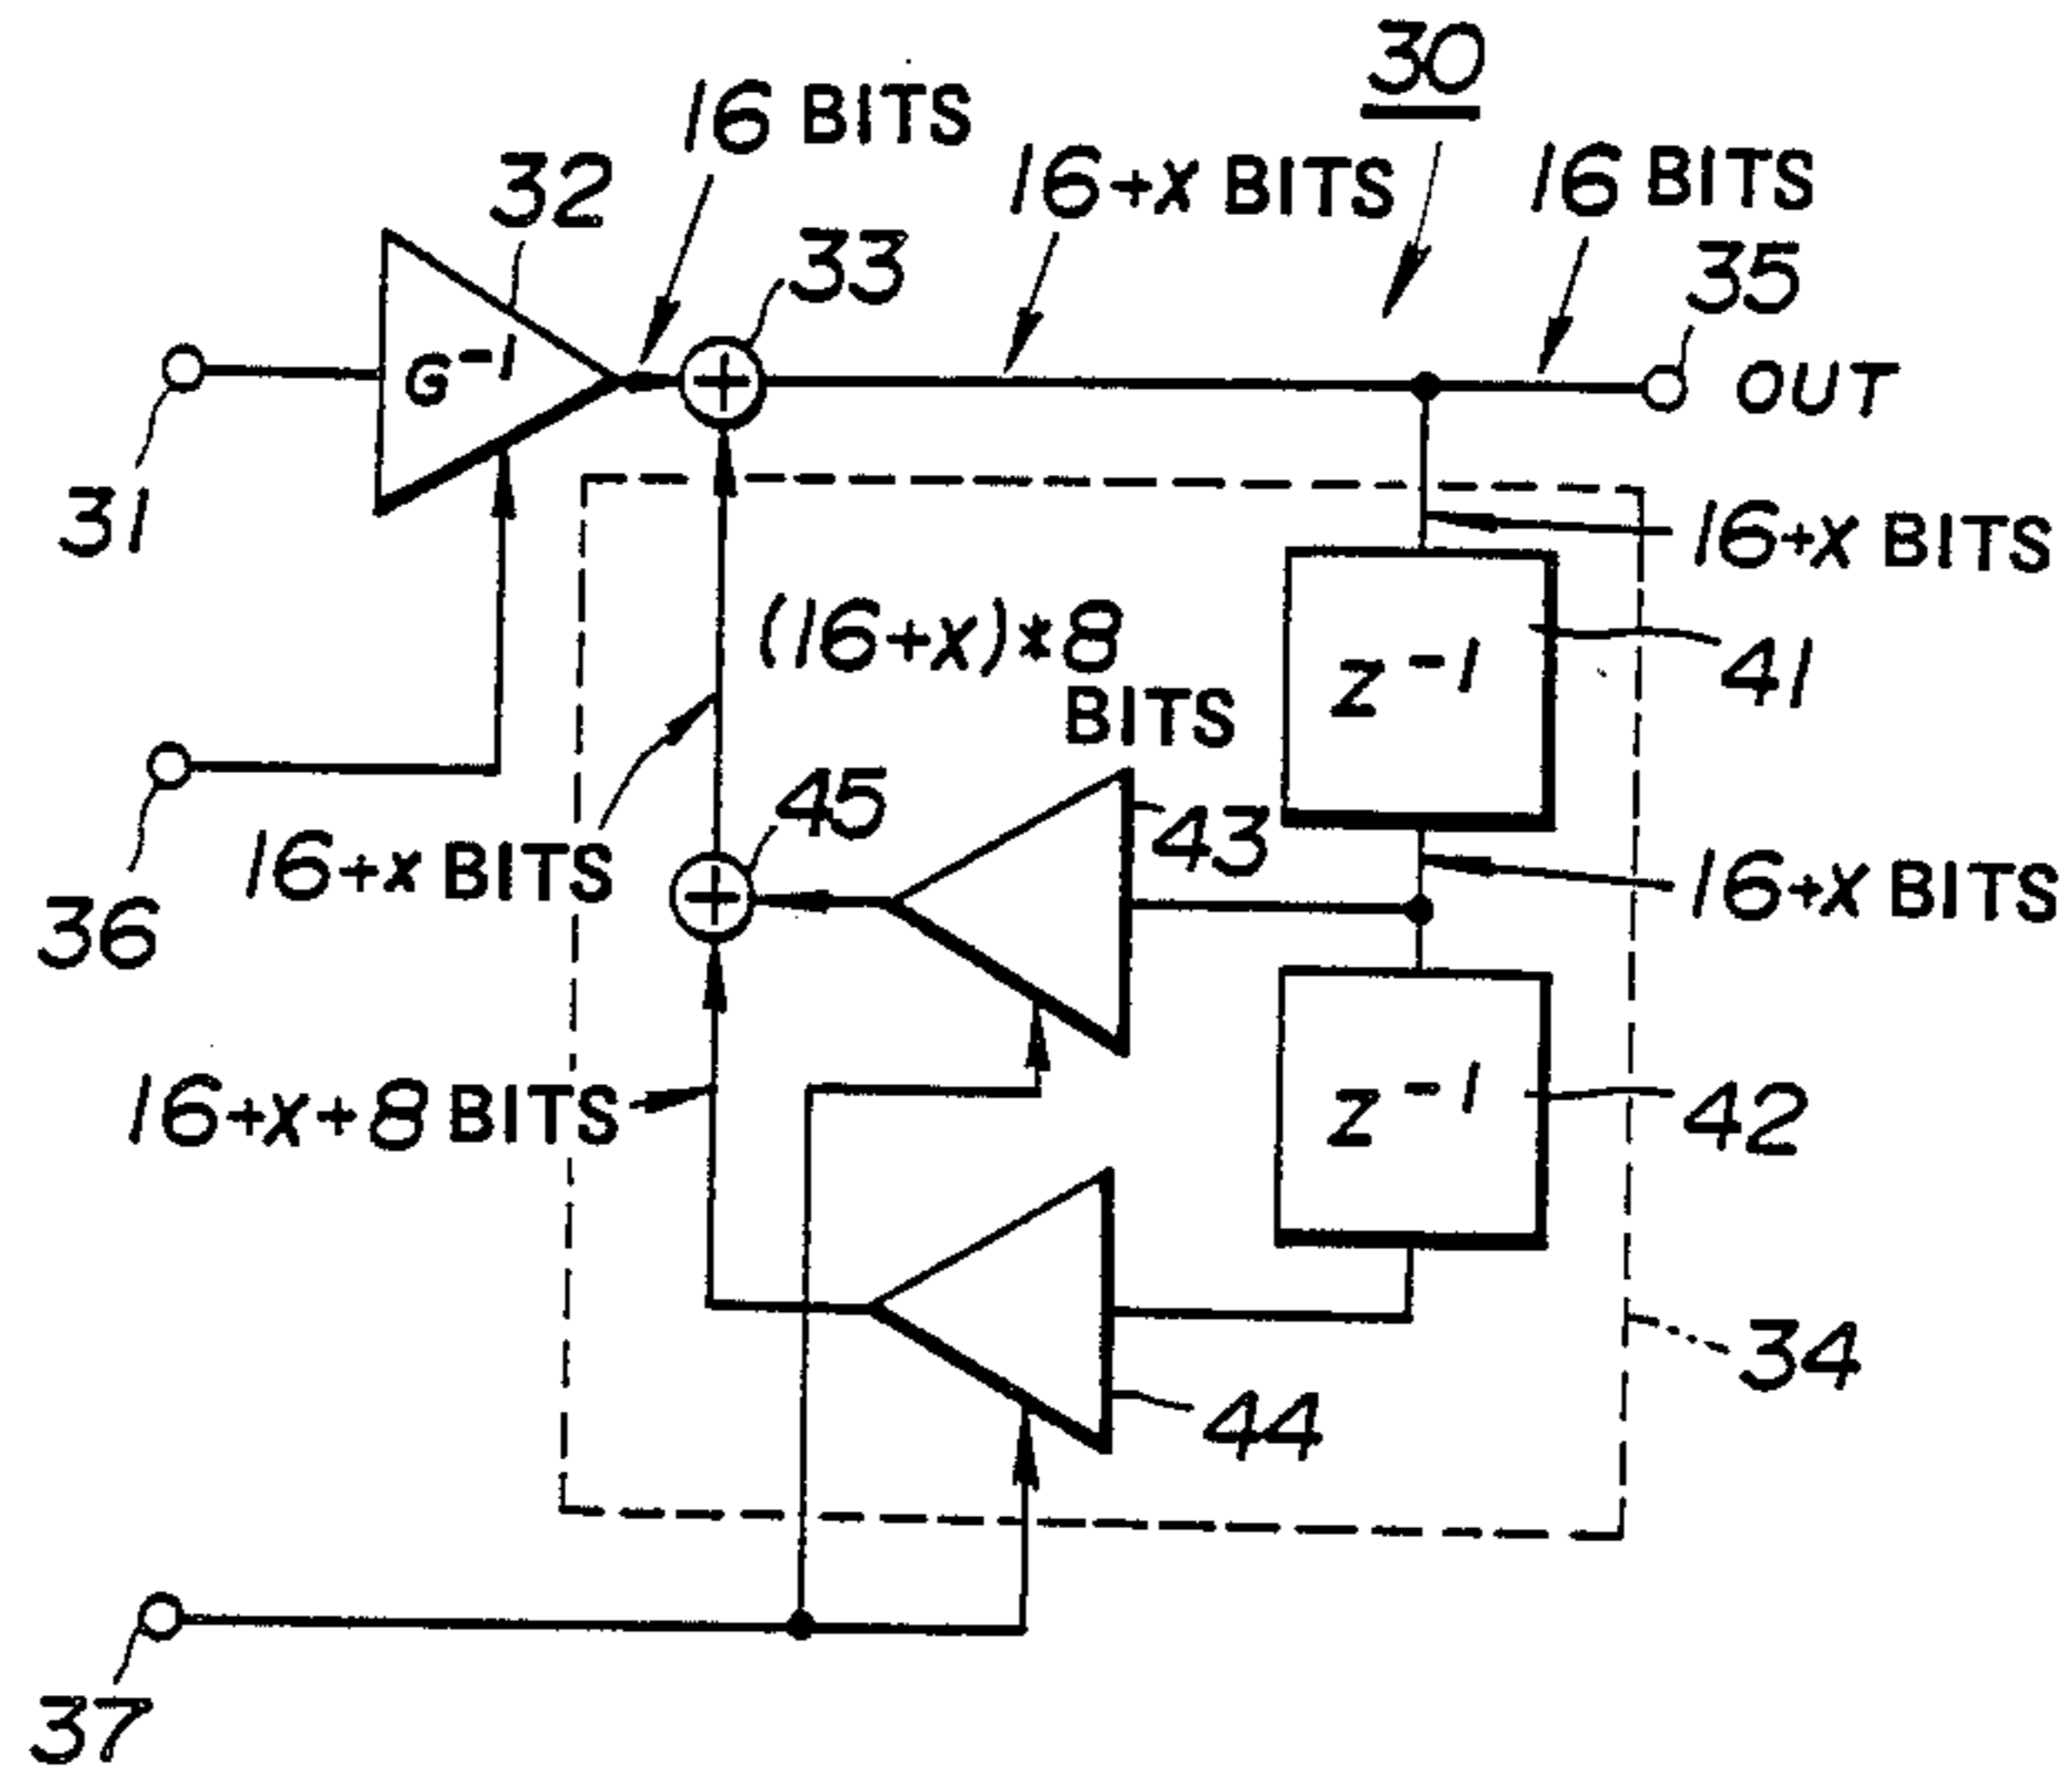 30
16 BITS
16+x BITS
16 BITS
32
33
35
G⁻¹
OUT
31
16+x BITS
(16+x)*8
BITS
z⁻¹
41
45
43
16+x BITS
16+x BITS
36
16+x+8 BITS
z⁻¹
42
34
44
37